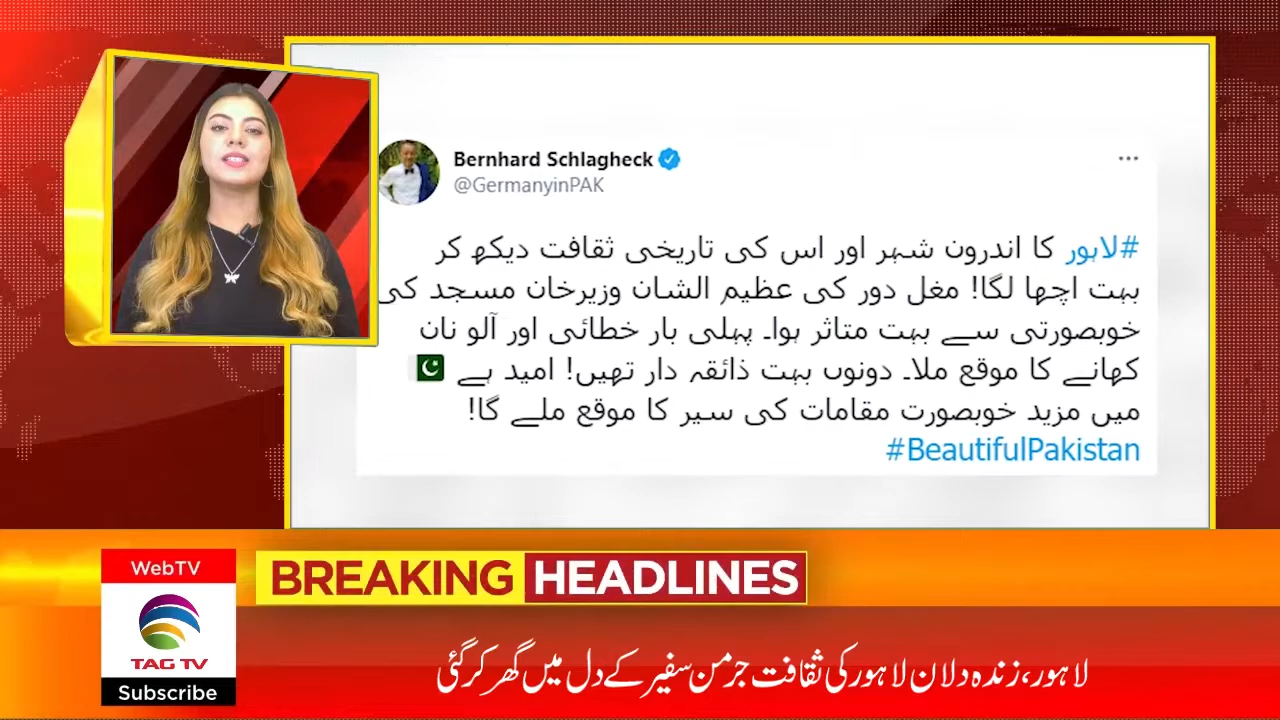 Bernhard Schlagheck
@GermanyinPAK
#لاہور کا اندرون شہر اور اس کی تاریخی ثقافت دیکھ کر
بہت اچھا لگا! مغل دور کی عظیم الشان وزیرخان مسجد کی
خوبصورتی سے بہت متاثر ہوا۔ پہلی بار خطائی اور آلو نان
کھانے کا موقع ملا۔ دونوں بہت ذائقہ دار تھیں! امید ہے 🇵🇰
میں مزید خوبصورت مقامات کی سیر کا موقع ملے گا!
#BeautifulPakistan
WebTV
TAG TV
Subscribe
BREAKING HEADLINES
لاہور، زندہ دلان لاہور کی ثقافت جرمن سفیر کے دل میں گھر کر گئی